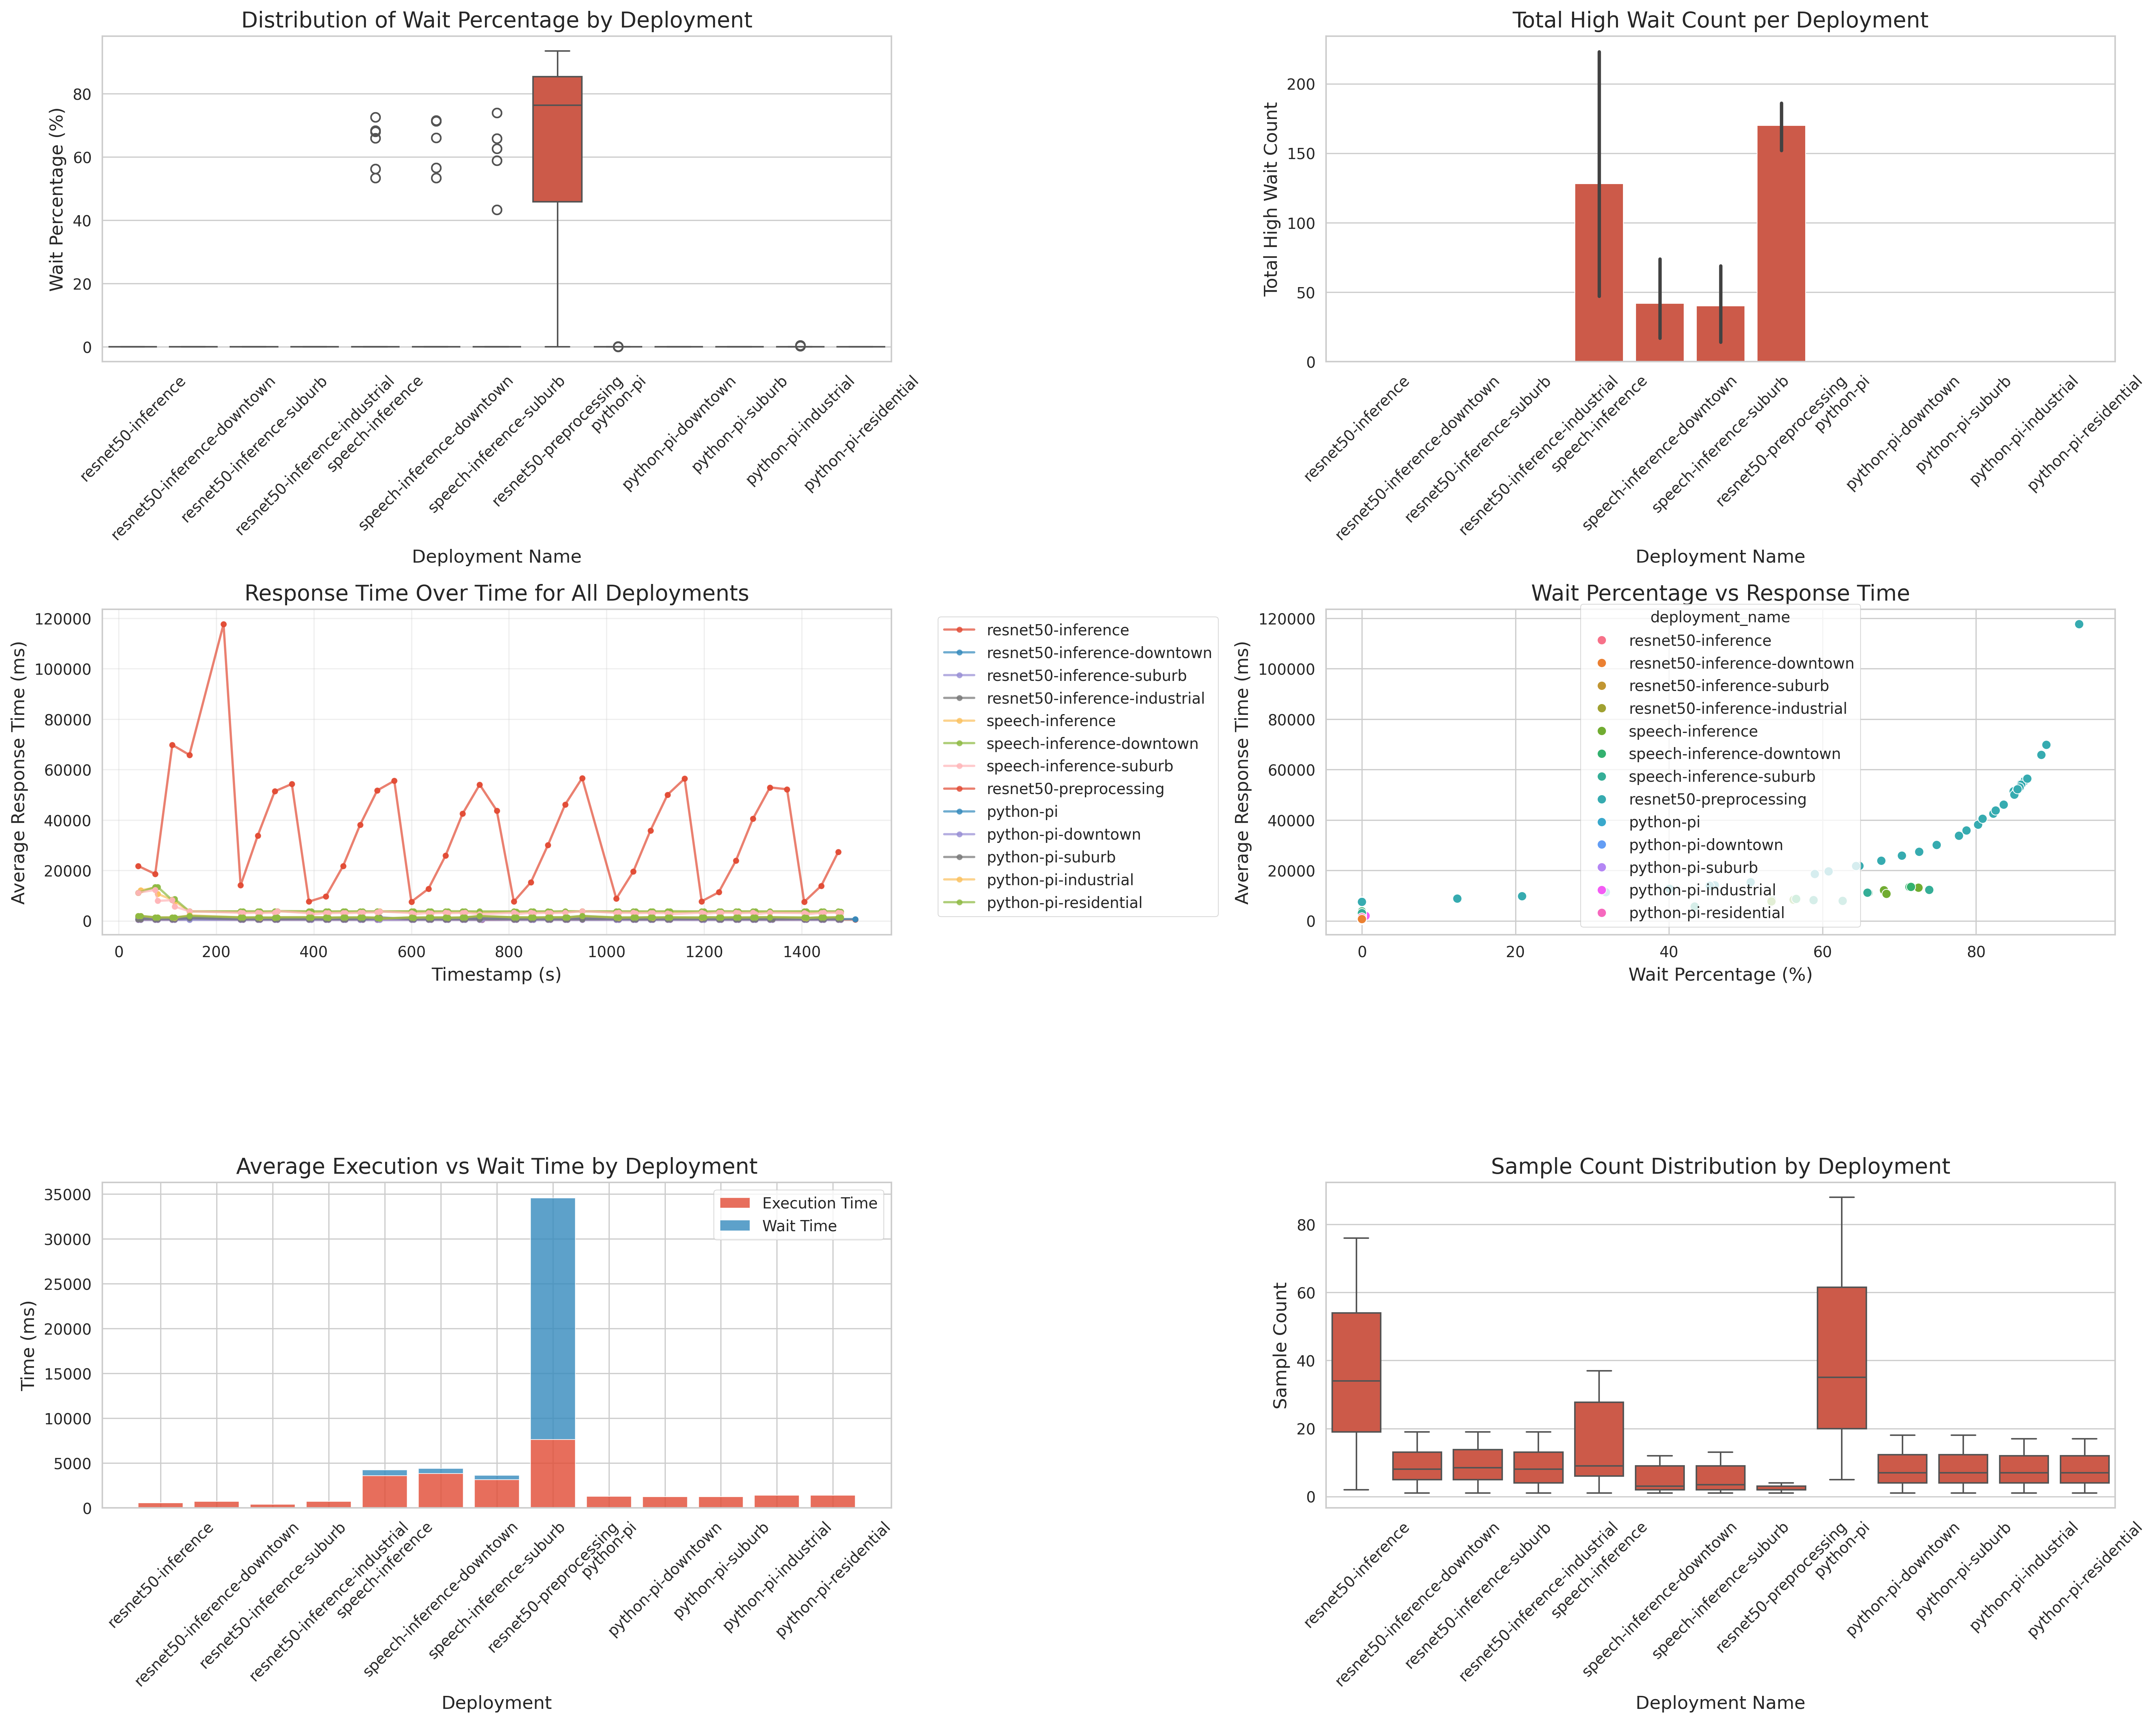 Distribution of Wait Percentage by Deployment
Wait Percentage (%)
80
60
40
20
0
resnet50-inference
resnet50-inference-downtown
resnet50-inference-suburb
resnet50-inference-industrial
speech-inference
speech-inference-downtown
speech-inference-suburb
resnet50-preprocessing
python-pi
python-pi-downtown
python-pi-suburb
python-pi-industrial
python-pi-residential
Deployment Name
Total High Wait Count per Deployment
Total High Wait Count
200
150
100
50
0
resnet50-inference
resnet50-inference-downtown
resnet50-inference-suburb
resnet50-inference-industrial
speech-inference
speech-inference-downtown
speech-inference-suburb
resnet50-preprocessing
python-pi
python-pi-downtown
python-pi-suburb
python-pi-industrial
python-pi-residential
Deployment Name
Response Time Over Time for All Deployments
Average Response Time (ms)
120000
100000
80000
60000
40000
20000
0
0 200 400 600 800 1000 1200 1400
Timestamp (s)
resnet50-inference
resnet50-inference-downtown
resnet50-inference-suburb
resnet50-inference-industrial
speech-inference
speech-inference-downtown
speech-inference-suburb
resnet50-preprocessing
python-pi
python-pi-downtown
python-pi-suburb
python-pi-industrial
python-pi-residential
Wait Percentage vs Response Time
Average Response Time (ms)
120000
100000
80000
60000
40000
20000
0
deployment_name
resnet50-inference
resnet50-inference-downtown
resnet50-inference-suburb
resnet50-inference-industrial
speech-inference
speech-inference-downtown
speech-inference-suburb
resnet50-preprocessing
python-pi
python-pi-downtown
python-pi-suburb
python-pi-industrial
python-pi-residential
0 20 40 60 80
Wait Percentage (%)
Average Execution vs Wait Time by Deployment
Time (ms)
35000
30000
25000
20000
15000
10000
5000
0
Execution Time
Wait Time
resnet50-inference
resnet50-inference-downtown
resnet50-inference-suburb
resnet50-inference-industrial
speech-inference
speech-inference-downtown
speech-inference-suburb
resnet50-preprocessing
python-pi
python-pi-downtown
python-pi-suburb
python-pi-industrial
python-pi-residential
Deployment
Sample Count Distribution by Deployment
Sample Count
80
60
40
20
0
resnet50-inference
resnet50-inference-downtown
resnet50-inference-suburb
resnet50-inference-industrial
speech-inference
speech-inference-downtown
speech-inference-suburb
resnet50-preprocessing
python-pi
python-pi-downtown
python-pi-suburb
python-pi-industrial
python-pi-residential
Deployment Name